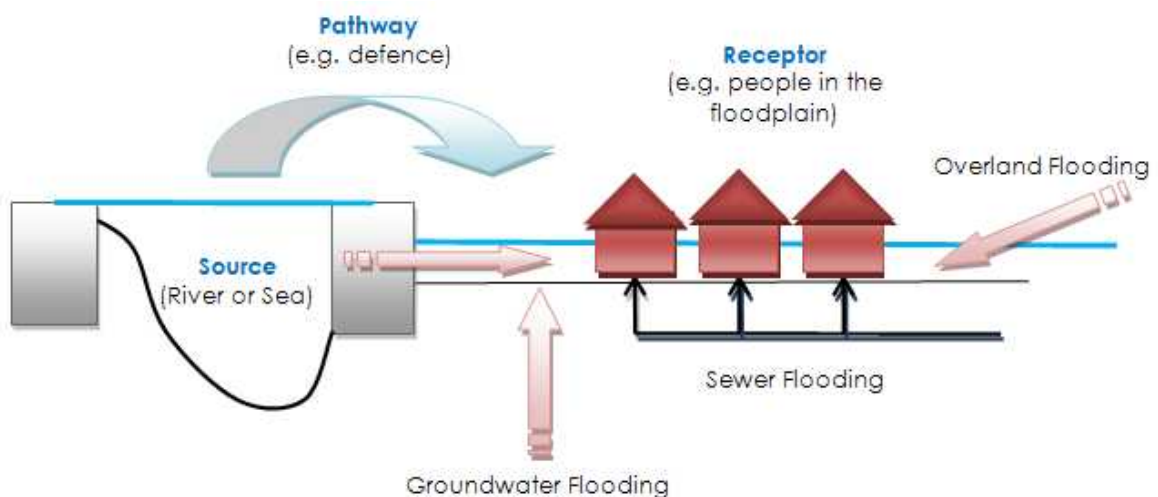 Pathway
(e.g. defence)
Receptor
(e.g. people in the
floodplain)
Overland Flooding
Source
(River or Sea)
Sewer Flooding
Groundwater Flooding